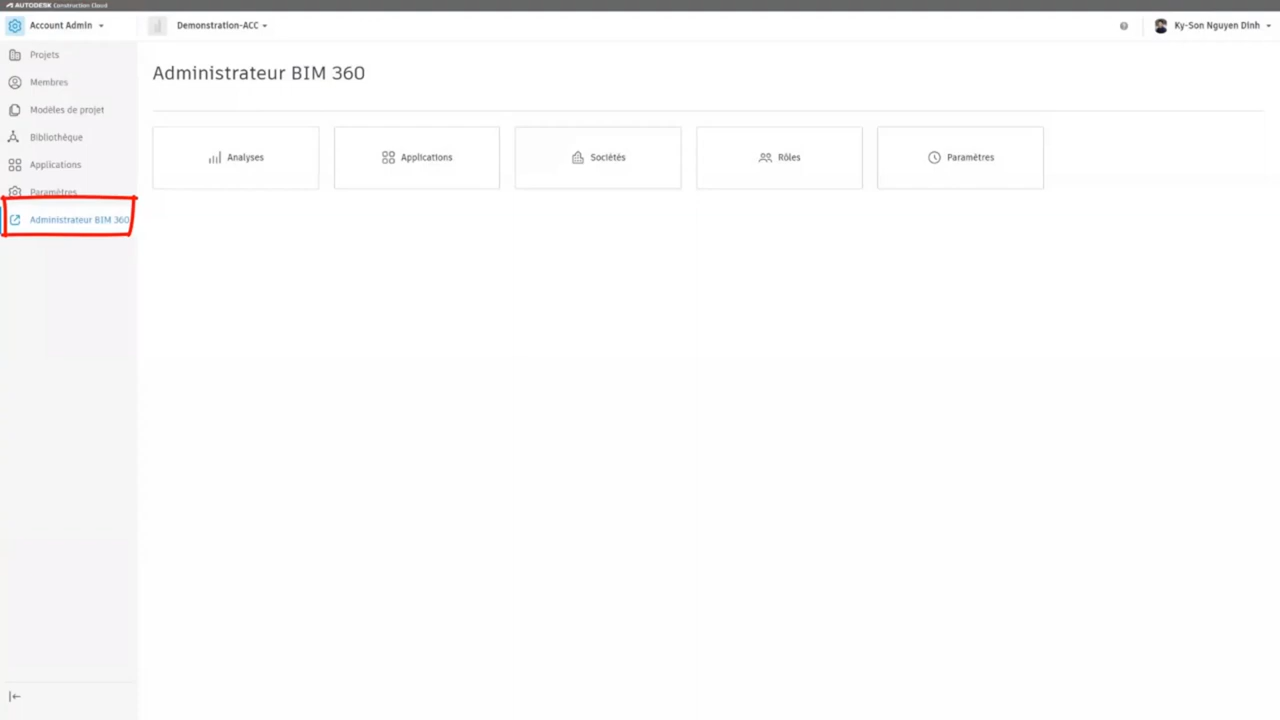 AUTODESK Construction Cloud
Account Admin
Demonstration-ACC
Ky-Son Nguyen Dinh
Projets
Membres
Modèles de projet
Bibliothèque
Applications
Paramètres
Administrateur BIM 360
Administrateur BIM 360
Analyses
Applications
Sociétés
Rôles
Paramètres